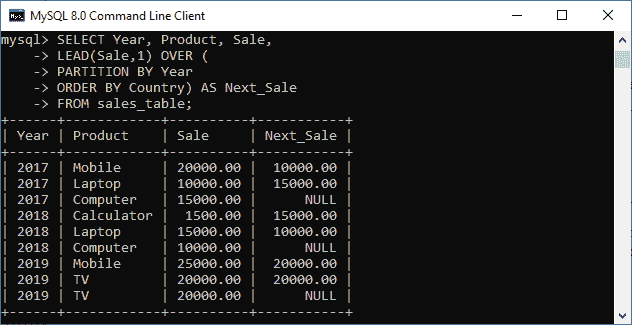 MySQL 8.0 Command Line Client
mysql> SELECT Year, Product, Sale,
    -> LEAD(Sale,1) OVER (
    -> PARTITION BY Year
    -> ORDER BY Country) AS Next_Sale
    -> FROM sales_table;
+------+------------+----------+-----------+
| Year | Product    | Sale     | Next_Sale |
+------+------------+----------+-----------+
| 2017 | Mobile     | 20000.00 |  10000.00 |
| 2017 | Laptop     | 10000.00 |  15000.00 |
| 2017 | Computer   | 15000.00 |      NULL |
| 2018 | Calculator |  1500.00 |  15000.00 |
| 2018 | Laptop     | 15000.00 |  10000.00 |
| 2018 | Computer   | 10000.00 |      NULL |
| 2019 | Mobile     | 25000.00 |  20000.00 |
| 2019 | TV         | 20000.00 |  20000.00 |
| 2019 | TV         | 20000.00 |      NULL |
+------+------------+----------+-----------+